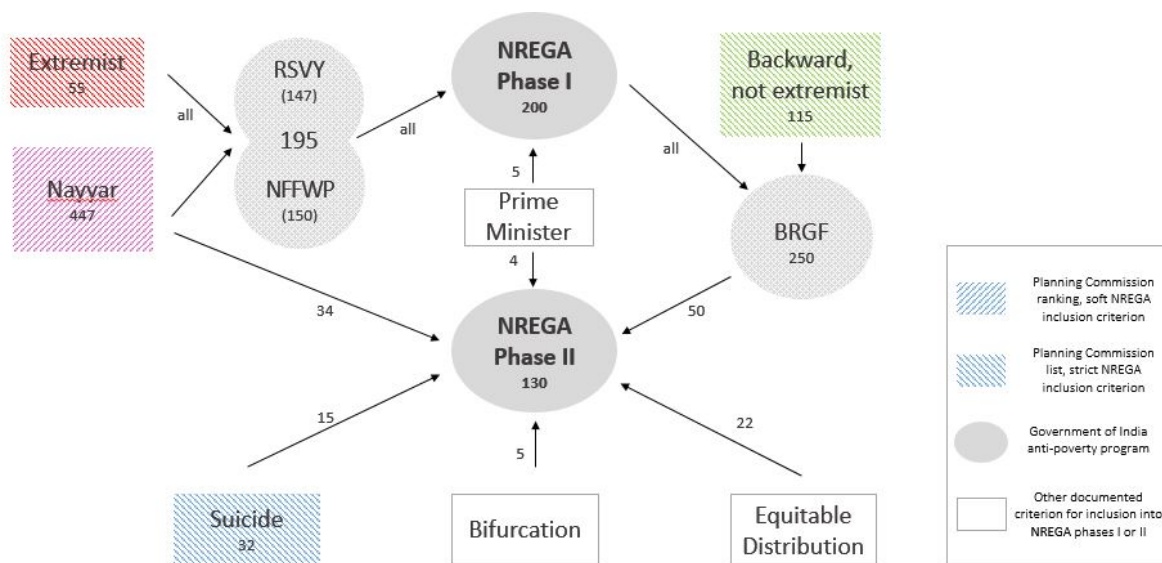 Extremist
55
all
Nayvar
447
RSVY
(147)
195
NFFWP
(150)
all
NREGA
Phase I
200
5
Prime
Minister
4
all
Backward,
not extremist
115
BRGF
250
50
34
NREGA
Phase II
130
15
5
22
Suicide
32
Bifurcation
Equitable
Distribution
Planning Commission
ranking, soft NREGA
inclusion criterion
Planning Commission
list, strict NREGA
inclusion criterion
Government of India
anti-poverty program
Other documented
criterion for inclusion into
NREGA phases I or II